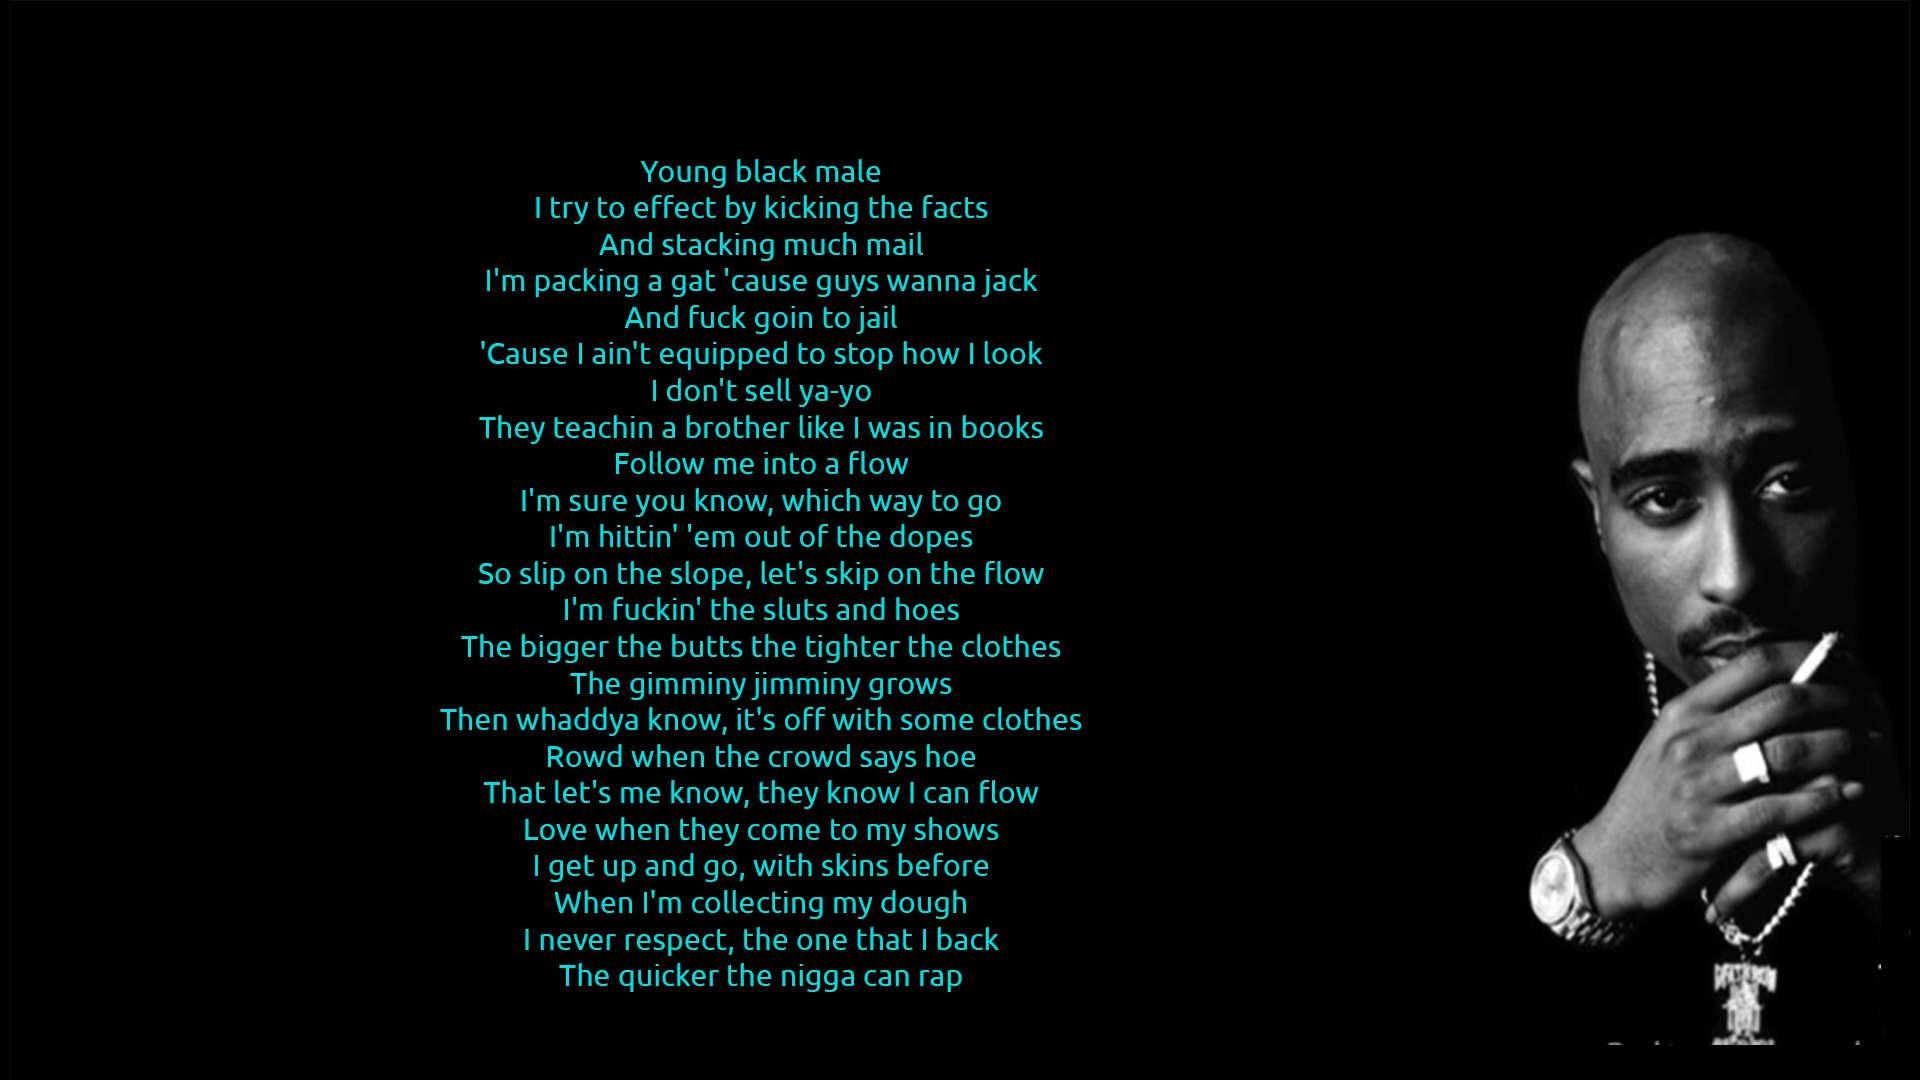 Young black male
I try to effect by kicking the facts
And stacking much mail
I'm packing a gat 'cause guys wanna jack
And fuck goin to jail
'Cause I ain't equipped to stop how I look
I don't sell ya-yo
They teachin a brother like I was in books
Follow me into a flow
I'm sure you know, which way to go
I'm hittin' 'em out of the dopes
So slip on the slope, let's skip on the flow
I'm fuckin' the sluts and hoes
The bigger the butts the tighter the clothes
The gimminy jimminy grows
Then whaddya know, it's off with some clothes
Rowd when the crowd says hoe
That let's me know, they know I can flow
Love when they come to my shows
I get up and go, with skins before
When I'm collecting my dough
I never respect, the one that I back
The quicker the nigga can rap